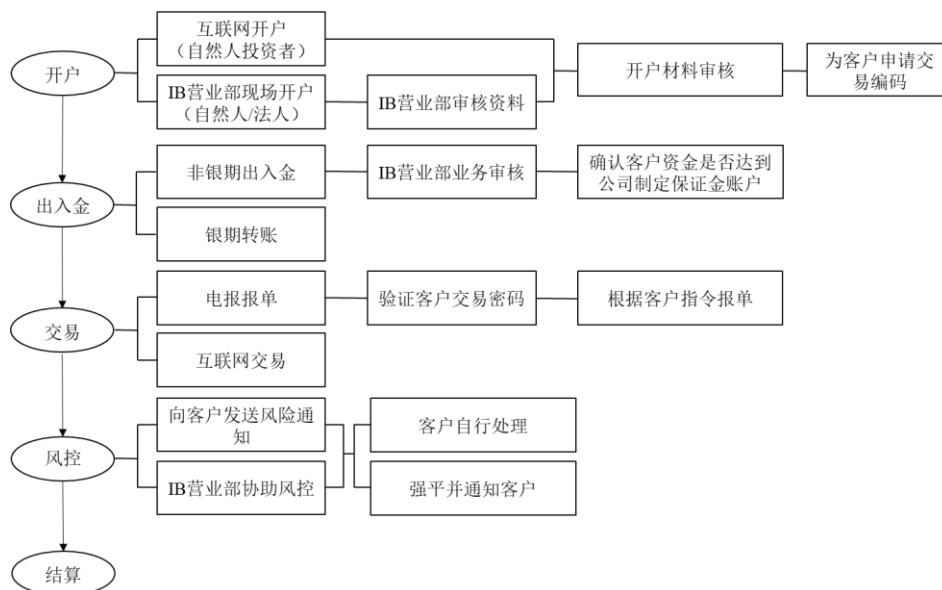 开户
互联网开户
（自然人投资者）
IB营业部现场开户
（自然人/法人）
IB营业部审核资料
开户材料审核
为客户申请交
易编码
出入金
非银期出入金
IB营业部业务审核
确认客户资金是否达到
公司制定保证金账户
银期转账
交易
电报报单
验证客户交易密码
根据客户指令报单
互联网交易
风控
向客户发送风险通
知
IB营业部协助风控
客户自行处理
强平并通知客户
结算